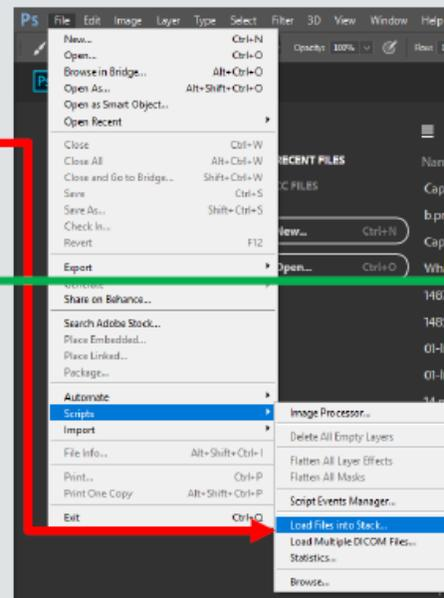 Ps File Edit Image Layer Type Select Filter 3D View Window Help
Opacity: 100% Flow:
New... Ctrl+N
Open... Ctrl+O
Browse in Bridge... Alt+Ctrl+O
Open As... Alt+Shift+Ctrl+O
Open as Smart Object...
Open Recent
Close Ctrl+W
Close All Alt+Ctrl+W
Close and Go to Bridge... Shift+Ctrl+W
Save Ctrl+S
Save As... Shift+Ctrl+S
Check In...
Revert F12
Export
Generate
Share on Behance...
Search Adobe Stock...
Place Embedded...
Place Linked...
Package...
Automate
Scripts
Import
File Info... Alt+Shift+Ctrl+I
Print... Ctrl+P
Print One Copy Alt+Shift+Ctrl+P
Exit Ctrl+Q
RECENT FILES
CC FILES
New... Ctrl+N
Open... Ctrl+O
Nam
Cap
b.pn
Cap
Wha
148
148
01-I
01-I
Image Processor...
Delete All Empty Layers
Flatten All Layer Effects
Flatten All Masks
Script Events Manager...
Load Files into Stack...
Load Multiple DICOM Files...
Statistics...
Browse...